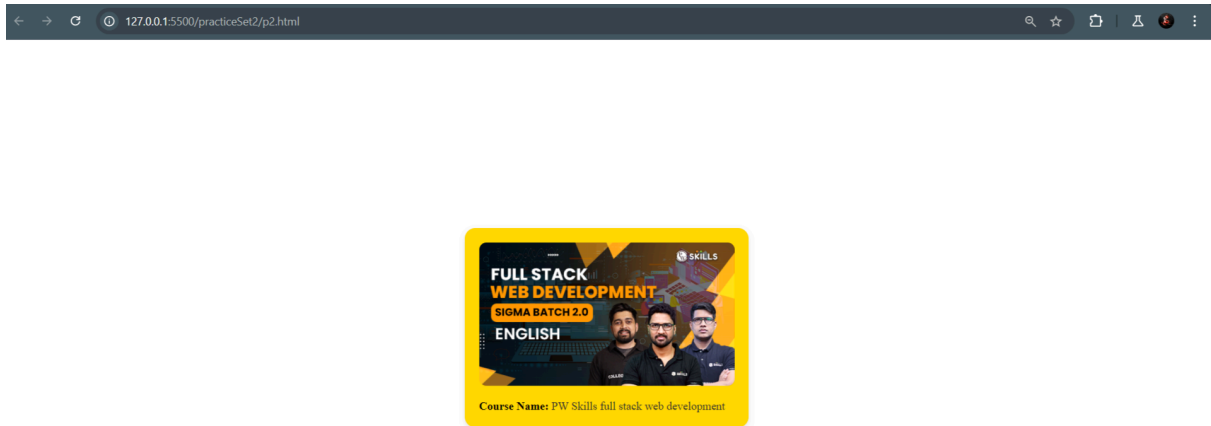 127.0.0.1:5500/practiceSet2/p2.html
SKILLS
FULL STACK
WEB DEVELOPMENT
SIGMA BATCH 2.0
ENGLISH
Course Name: PW Skills full stack web development